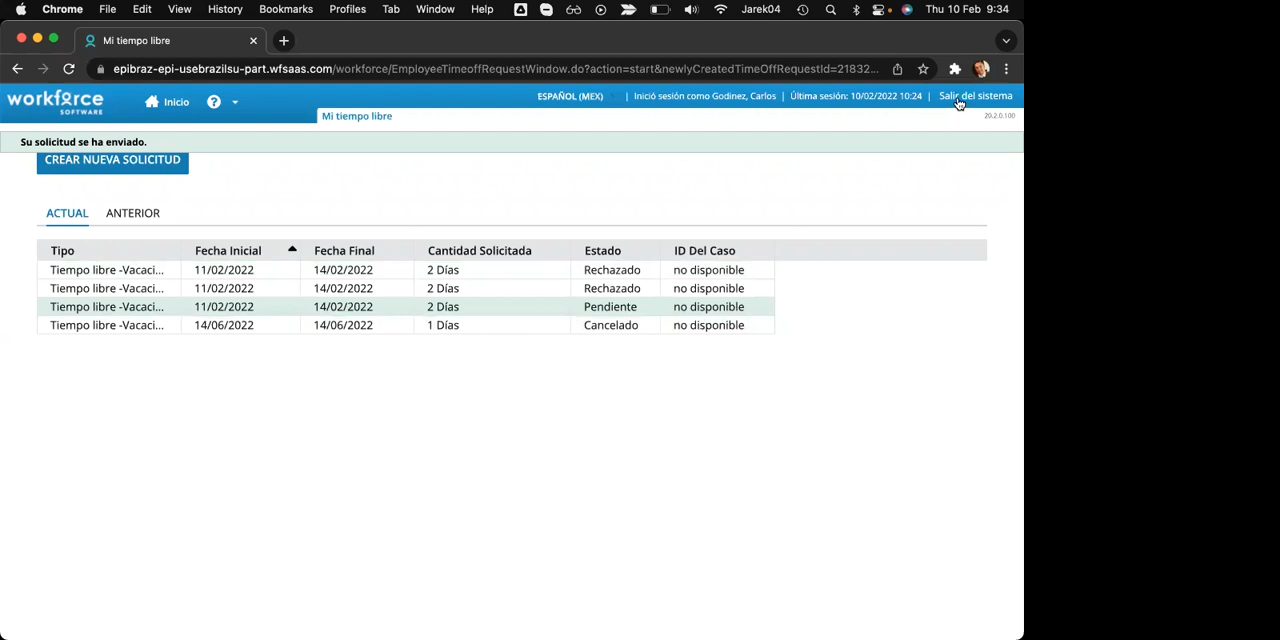 Chrome File Edit View History Bookmarks Profiles Tab Window Help Jarek04 Thu 10 Feb 9:34
Mi tiempo libre
epibraz-epi-usebrazilsu-part.wfsaas.com/workforce/EmployeeTimeoffRequestWindow.do?action=start&newlyCreatedTimeOffRequestId=21832...
workforce SOFTWARE
Inicio ?
ESPAÑOL (MEX) | Inició sesión como Godinez, Carlos | Última sesión: 10/02/2022 10:24 | Salir del sistema
Mi tiempo libre
20.2.0.100
Su solicitud se ha enviado.
CREAR NUEVA SOLICITUD
ACTUAL ANTERIOR
Tipo Fecha Inicial Fecha Final Cantidad Solicitada Estado ID Del Caso
Tiempo libre -Vacaci... 11/02/2022 14/02/2022 2 Días Rechazado no disponible
Tiempo libre -Vacaci... 11/02/2022 14/02/2022 2 Días Rechazado no disponible
Tiempo libre -Vacaci... 11/02/2022 14/02/2022 2 Días Pendiente no disponible
Tiempo libre -Vacaci... 14/06/2022 14/06/2022 1 Días Cancelado no disponible